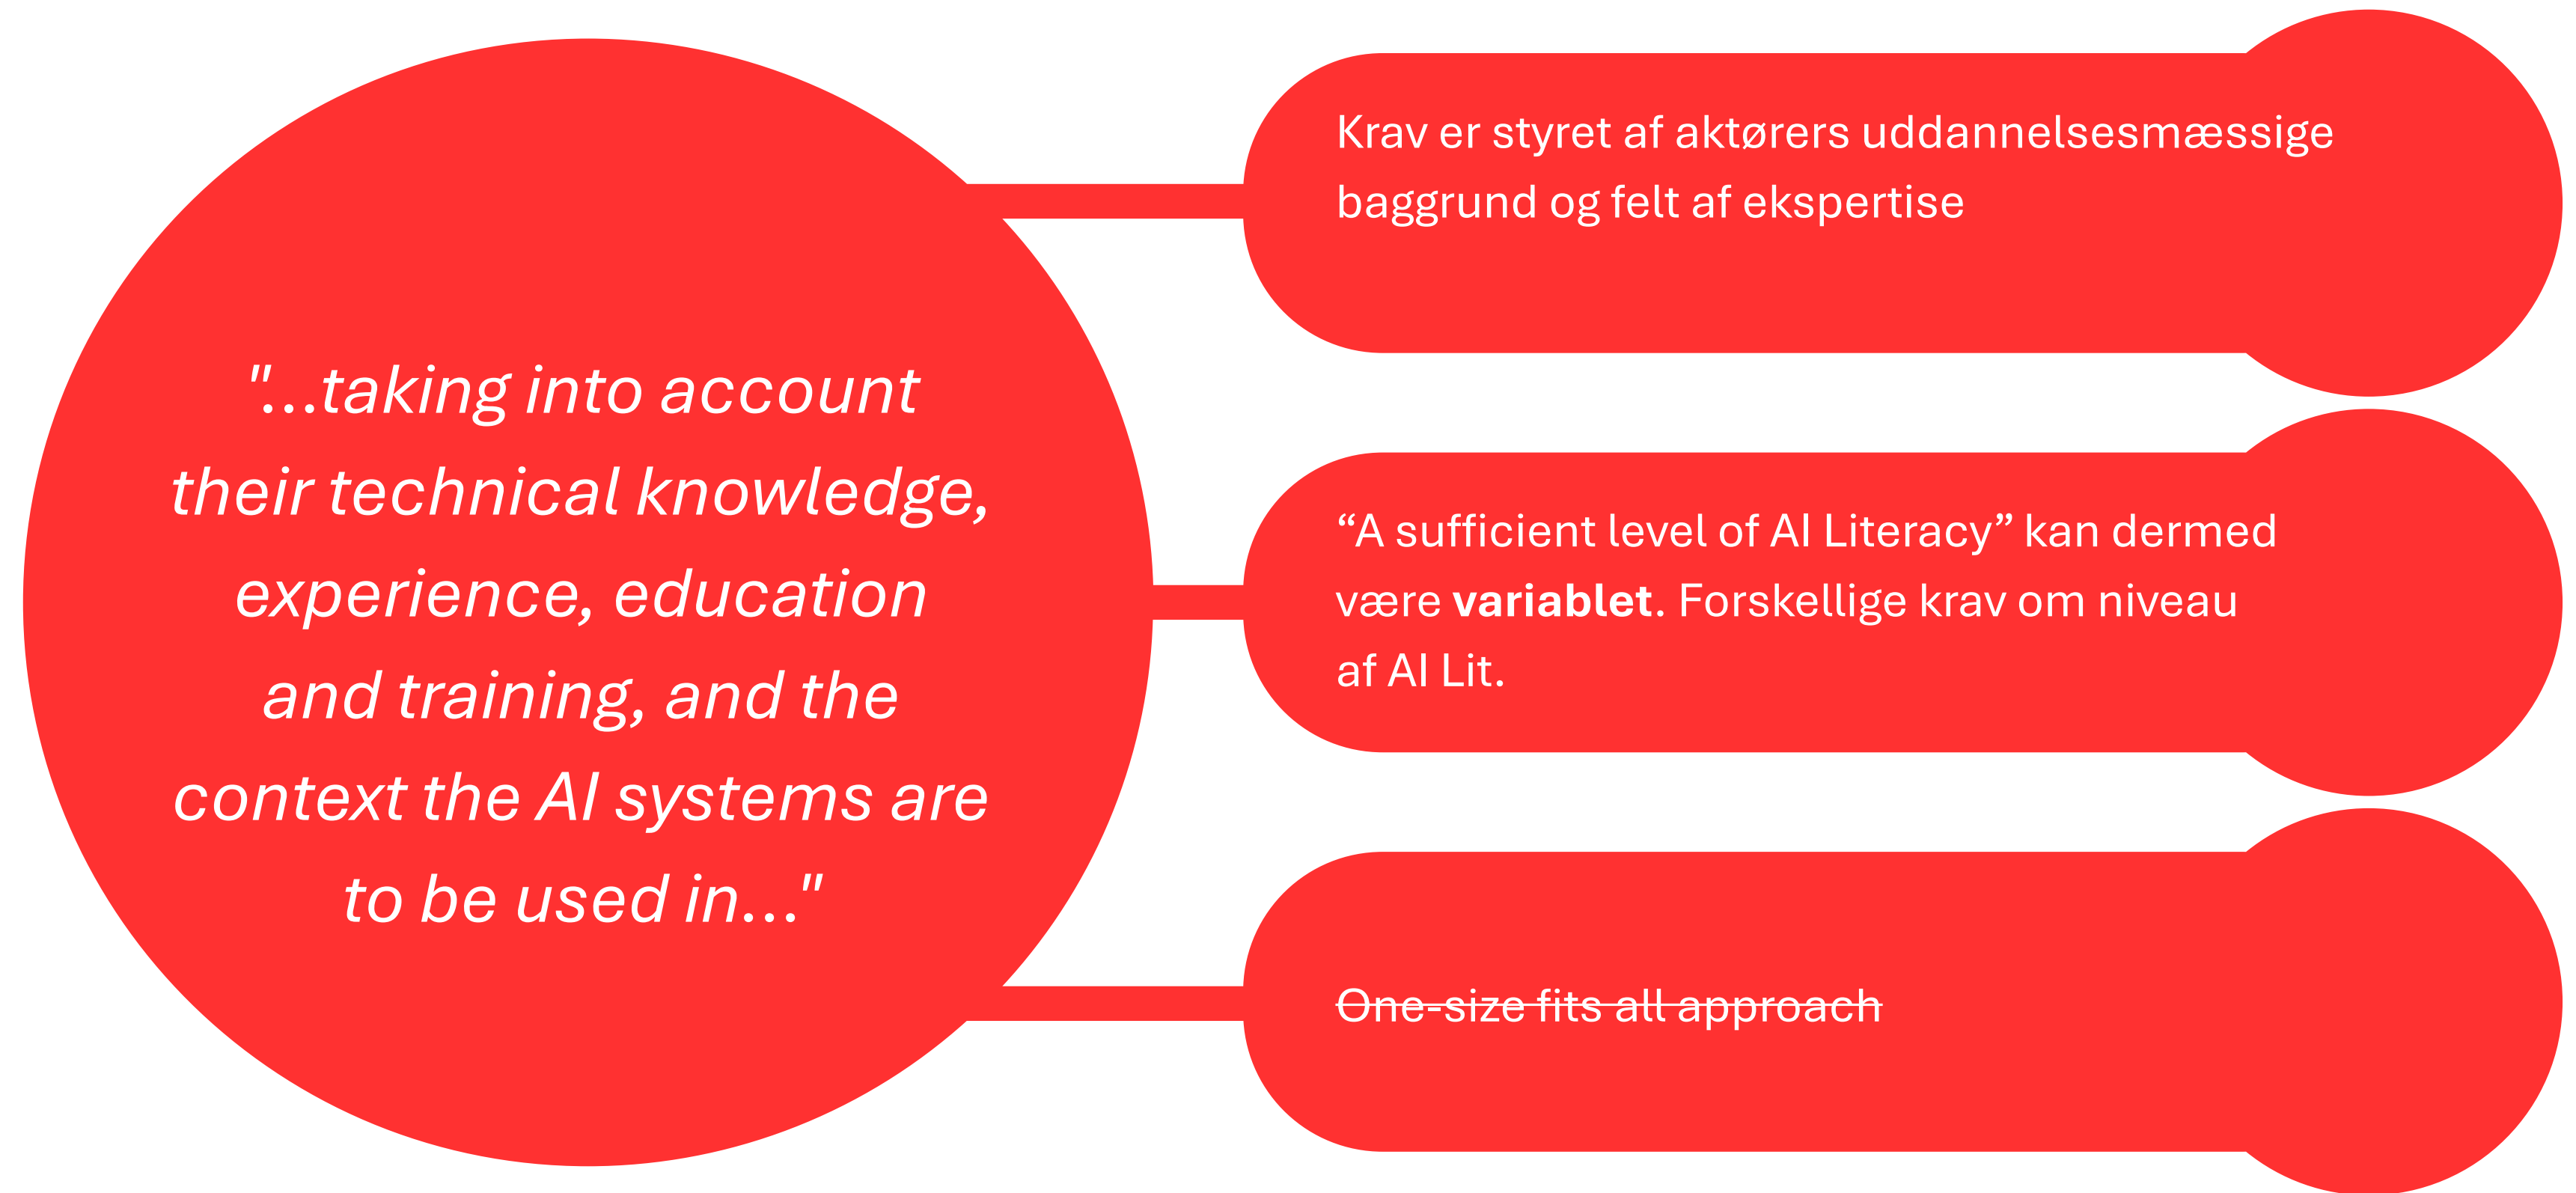 "...taking into account
their technical knowledge,
experience, education
and training, and the
context the AI systems are
to be used in..."
Krav er styret af aktørers uddannelsesmæssige
baggrund og felt af ekspertise
“A sufficient level of AI Literacy” kan dermed
være variablet. Forskellige krav om niveau
af AI Lit.
One-size fits all approach